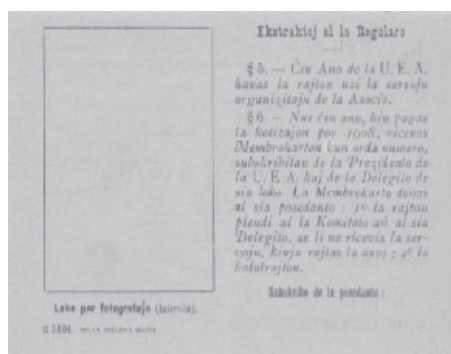 Ekstraktoj el la Regularo
§ 5. — Ĉiu Ano de la U. E. A.
havas la rajton uzi la servojn
organizitajn de la Asocio.
§ 6. — Nur ĉiu ano, kiu pagas
la kotizaĵon por 1908, ricevos
Membrokarton kun orda numero,
subskribitan de la Prezidanto de
la U. E. A. kaj de la Delegito de
sia loko. La Membrokarto donas
al sia posedanto : 1e la rajton
plendi al la Komitato aŭ al sia
Delegito, se li ne ricevis la ser-
vojn, kiujn rajtas la anoj ; 2e la
balotrajton.
Subskribo de la posedanto :
Loko por fotografaĵo (laŭvola).